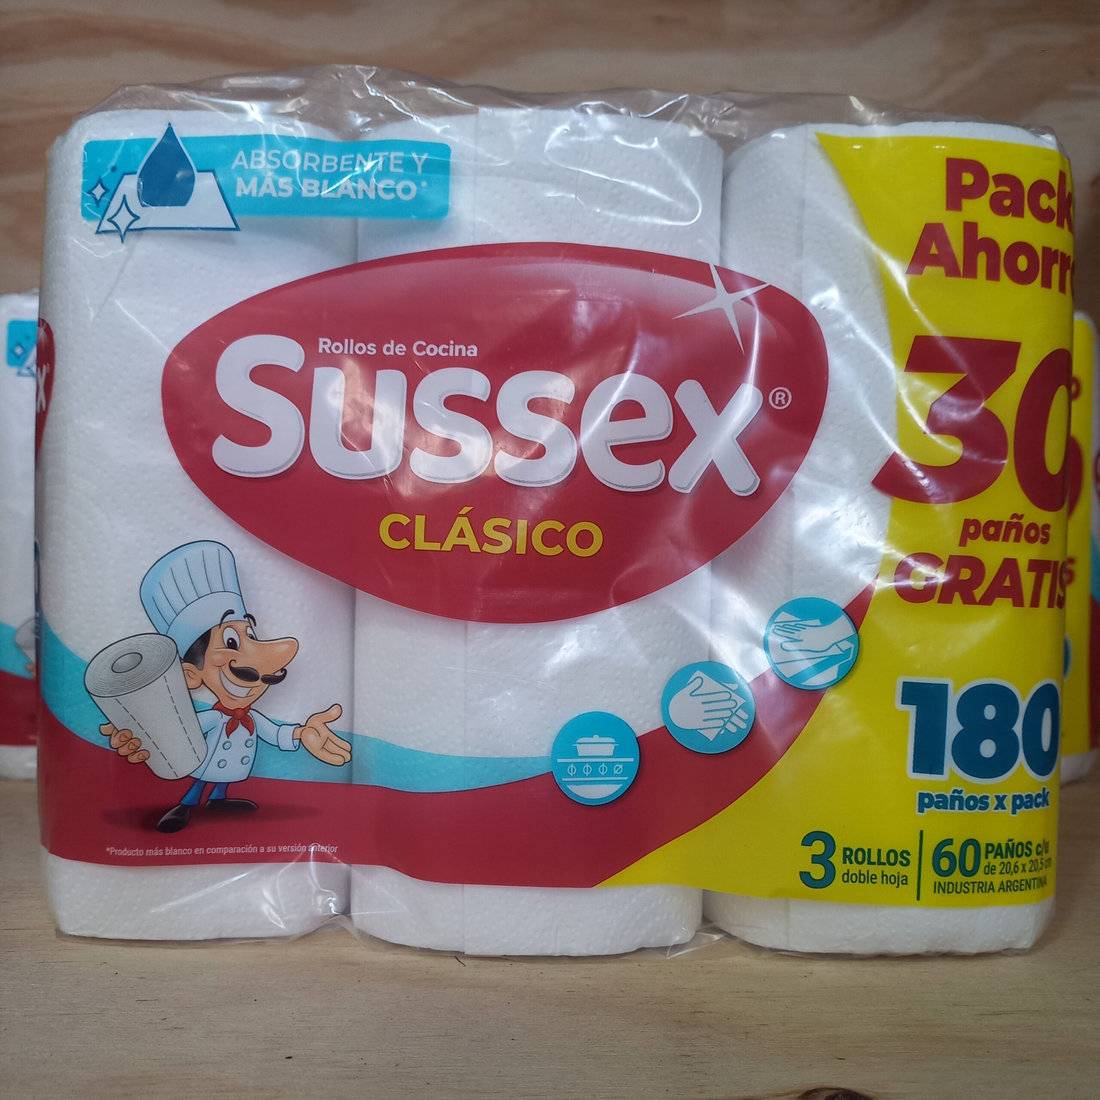 ABSORBENTE Y
MÁS BLANCO*
Rollos de Cocina
Sussex®
CLÁSICO
Pack
Ahorro
30
paños
GRATIS
180
paños x pack
3 ROLLOS
doble hoja
60 PAÑOS c/u
de 20,6 x 20,5 cm
INDUSTRIA ARGENTINA
*Producto más blanco en comparación a su versión anterior